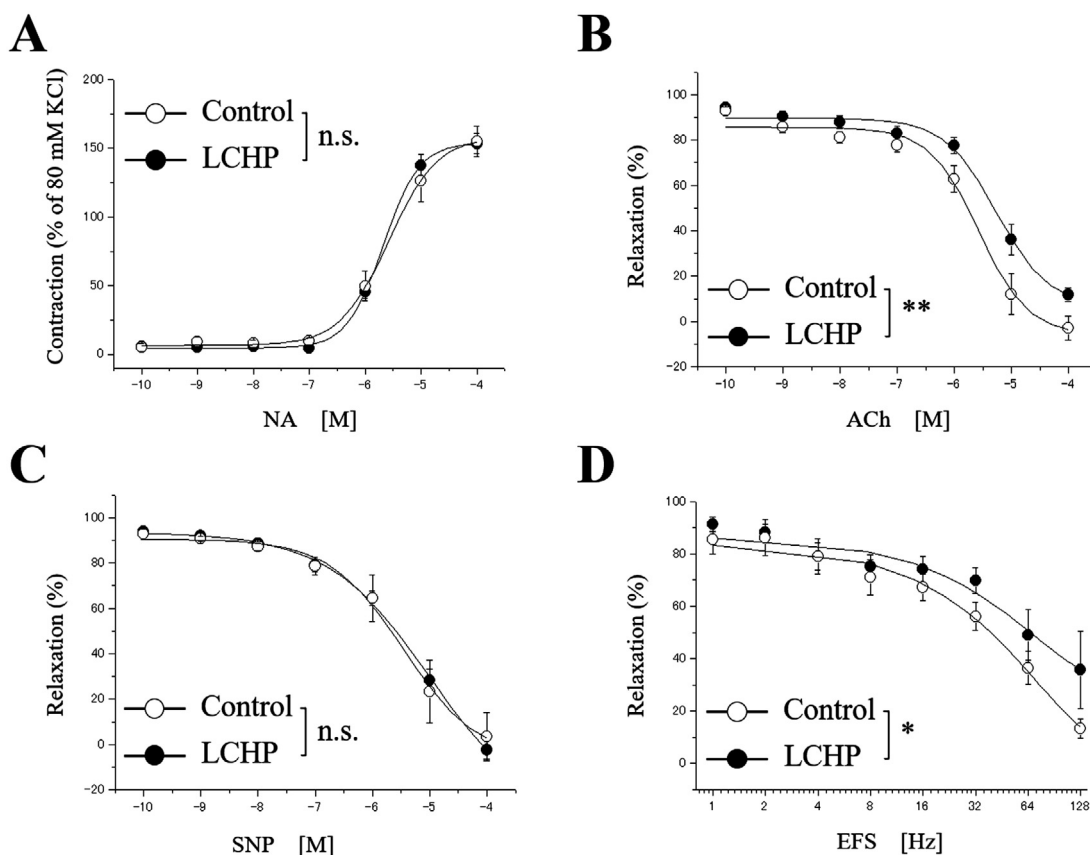 A
Contraction (% of 80 mM KCl)
200
150
100
50
0
Control
LCHP
n.s.
−10 −9 −8 −7 −6 −5 −4
NA [M]
B
Relaxation (%)
100
80
60
40
20
0
−20
Control
LCHP
**
−10 −9 −8 −7 −6 −5 −4
ACh [M]
C
Relaxation (%)
100
80
60
40
20
0
−20
Control
LCHP
n.s.
−10 −9 −8 −7 −6 −5 −4
SNP [M]
D
Relaxation (%)
100
80
60
40
20
0
Control
LCHP
*
1 2 4 8 16 32 64 128
EFS [Hz]